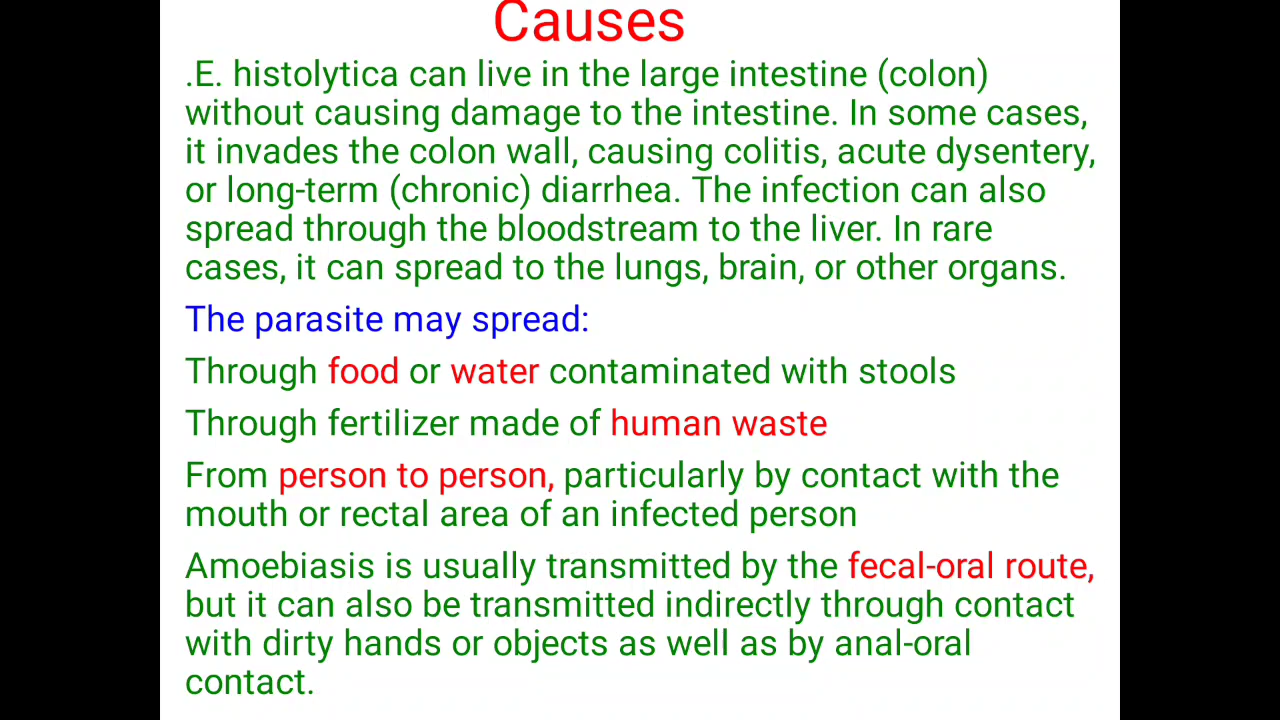 Causes
.E. histolytica can live in the large intestine (colon)
without causing damage to the intestine. In some cases,
it invades the colon wall, causing colitis, acute dysentery,
or long-term (chronic) diarrhea. The infection can also
spread through the bloodstream to the liver. In rare
cases, it can spread to the lungs, brain, or other organs.
The parasite may spread:
Through food or water contaminated with stools
Through fertilizer made of human waste
From person to person, particularly by contact with the
mouth or rectal area of an infected person
Amoebiasis is usually transmitted by the fecal-oral route,
but it can also be transmitted indirectly through contact
with dirty hands or objects as well as by anal-oral
contact.